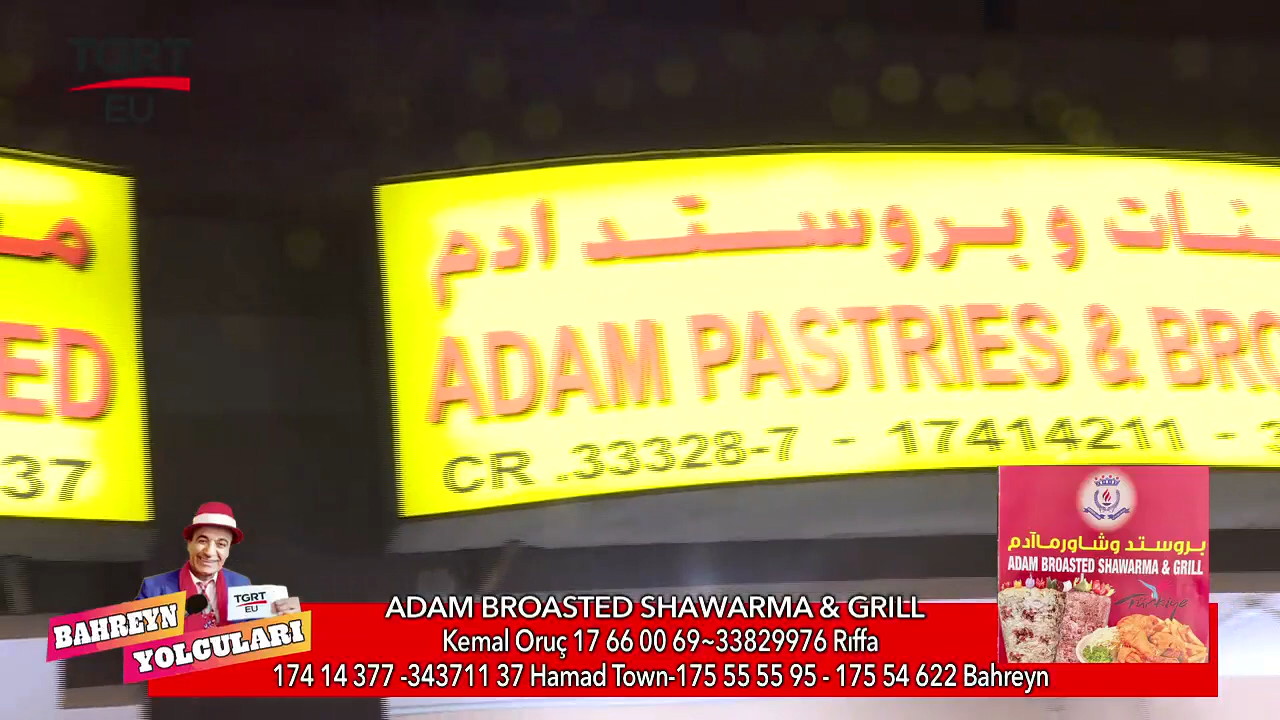 TGRT
EU
نات و بروستد ادم
ED
ADAM PASTRIES & BRO
37
CR .33328-7 - 17414211 - 3
بروستد وشاورما آدم
ADAM BROASTED SHAWARMA & GRILL
Türkiye
TGRT
EU
BAHREYN
YOLCULARI
ADAM BROASTED SHAWARMA & GRILL
Kemal Oruç 17 66 00 69~33829976 Rıffa
174 14 377 -343711 37 Hamad Town-175 55 55 95 - 175 54 622 Bahreyn